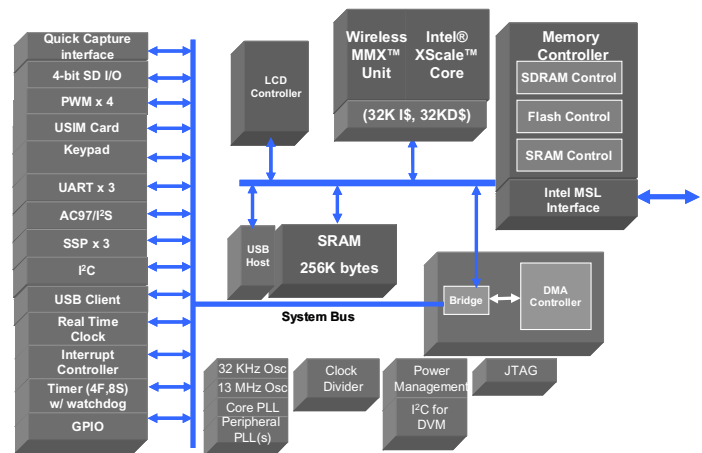 Quick Capture
interface
4-bit SD I/O
PWM x 4
USIM Card
Keypad
UART x 3
AC97/I²S
SSP x 3
I²C
USB Client
Real Time
Clock
Interrupt
Controller
Timer (4F,8S)
w/ watchdog
GPIO
LCD
Controller
Wireless
MMX™
Unit
Intel®
XScale™
Core
(32K I$, 32KD$)
Memory
Controller
SDRAM Control
Flash Control
SRAM Control
Intel MSL
Interface
USB
Host
SRAM
256K bytes
System Bus
Bridge
DMA
Controller
32 KHz Osc
13 MHz Osc
Core PLL
Peripheral
PLL(s)
Clock
Divider
Power
Management
I²C for
DVM
JTAG